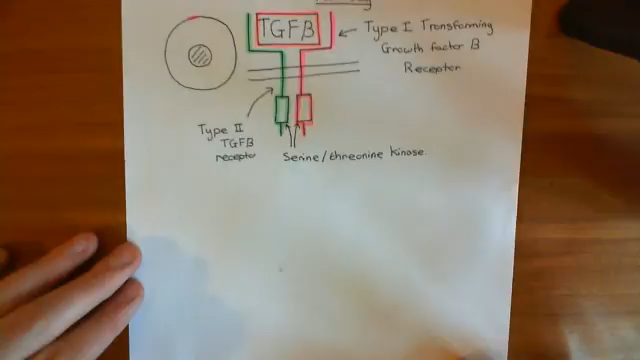 TGFβ
Type I Transforming
Growth factor β
Receptor
Type II
TGFβ
receptor
Serine/threonine kinase